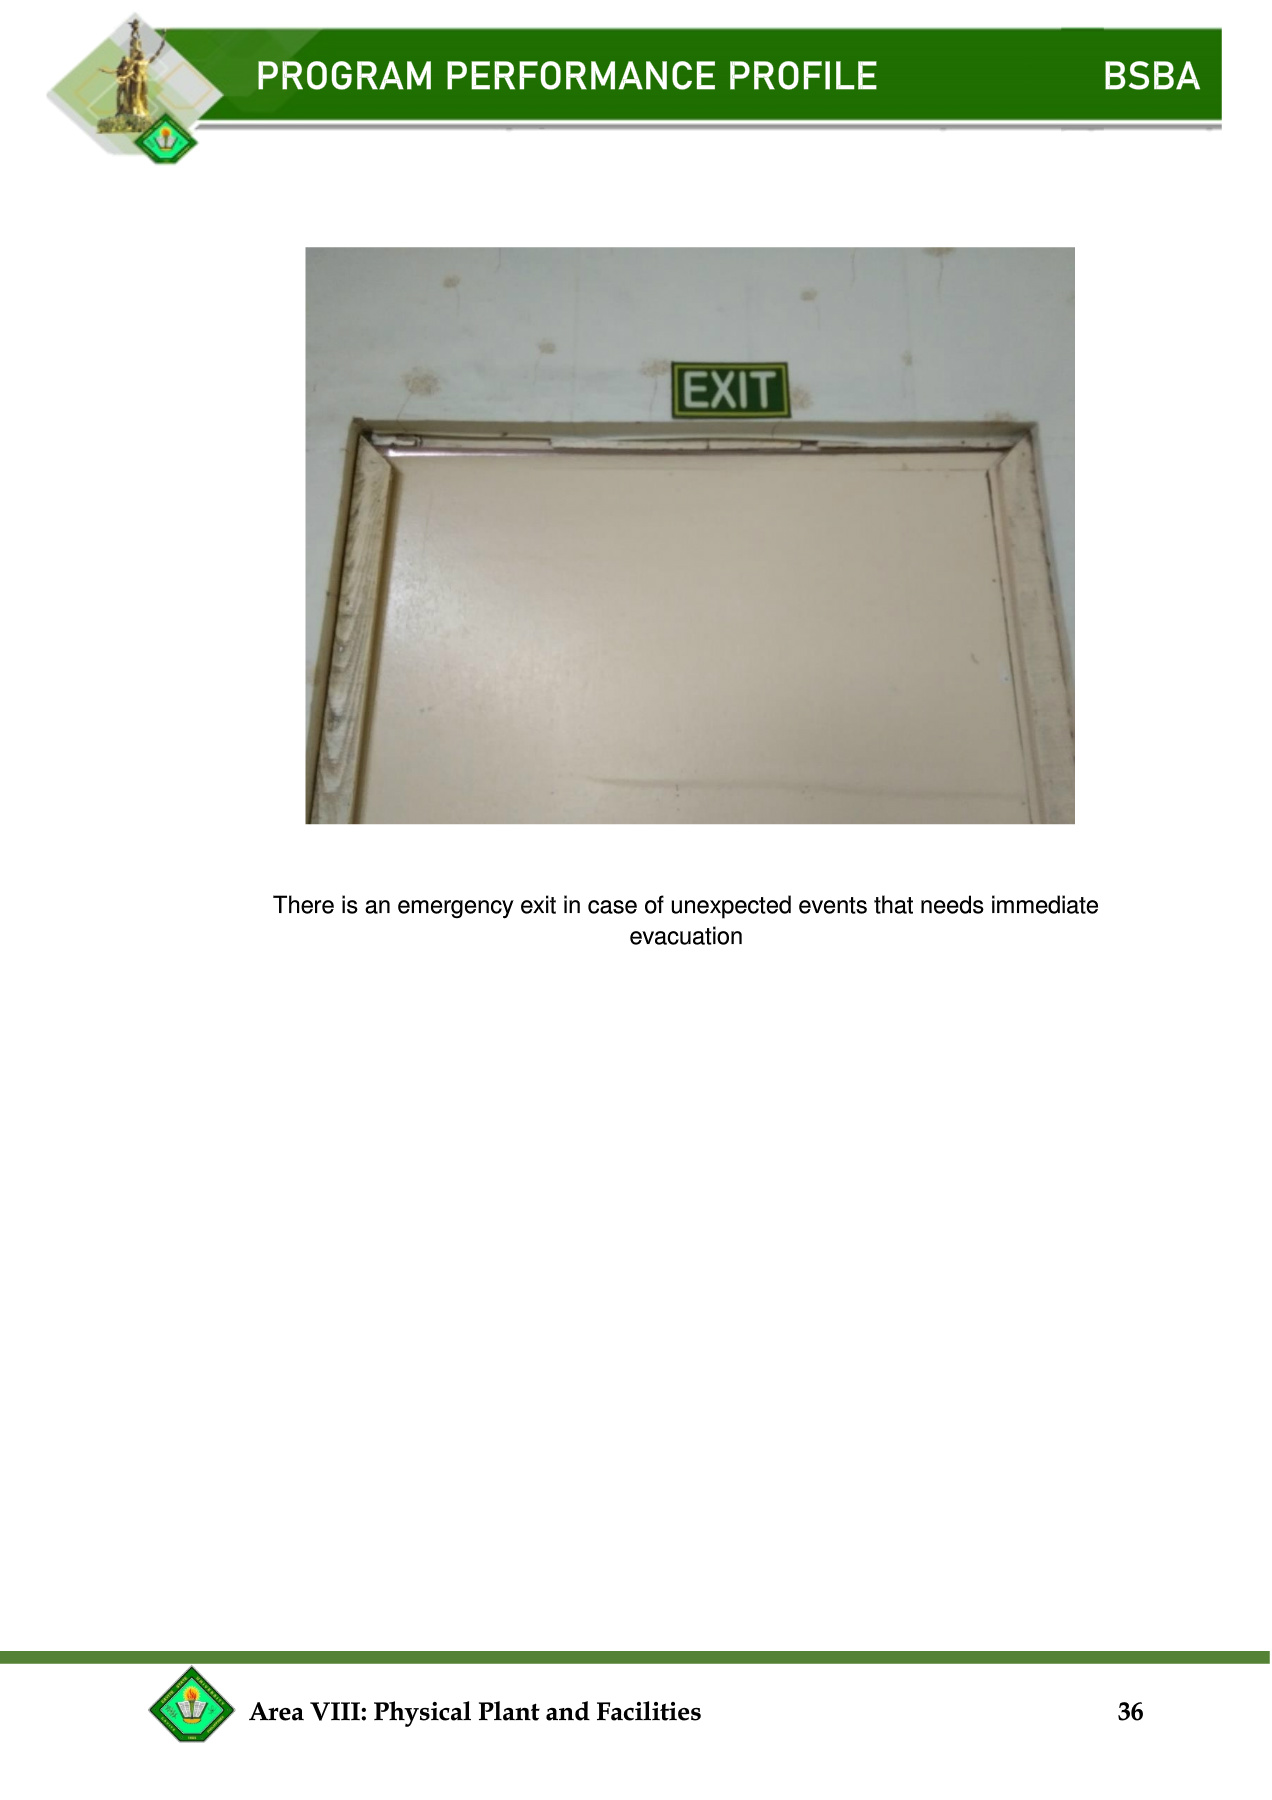 PROGRAM PERFORMANCE PROFILE BSBA
EXIT
There is an emergency exit in case of unexpected events that needs immediate
evacuation
Area VIII: Physical Plant and Facilities 36